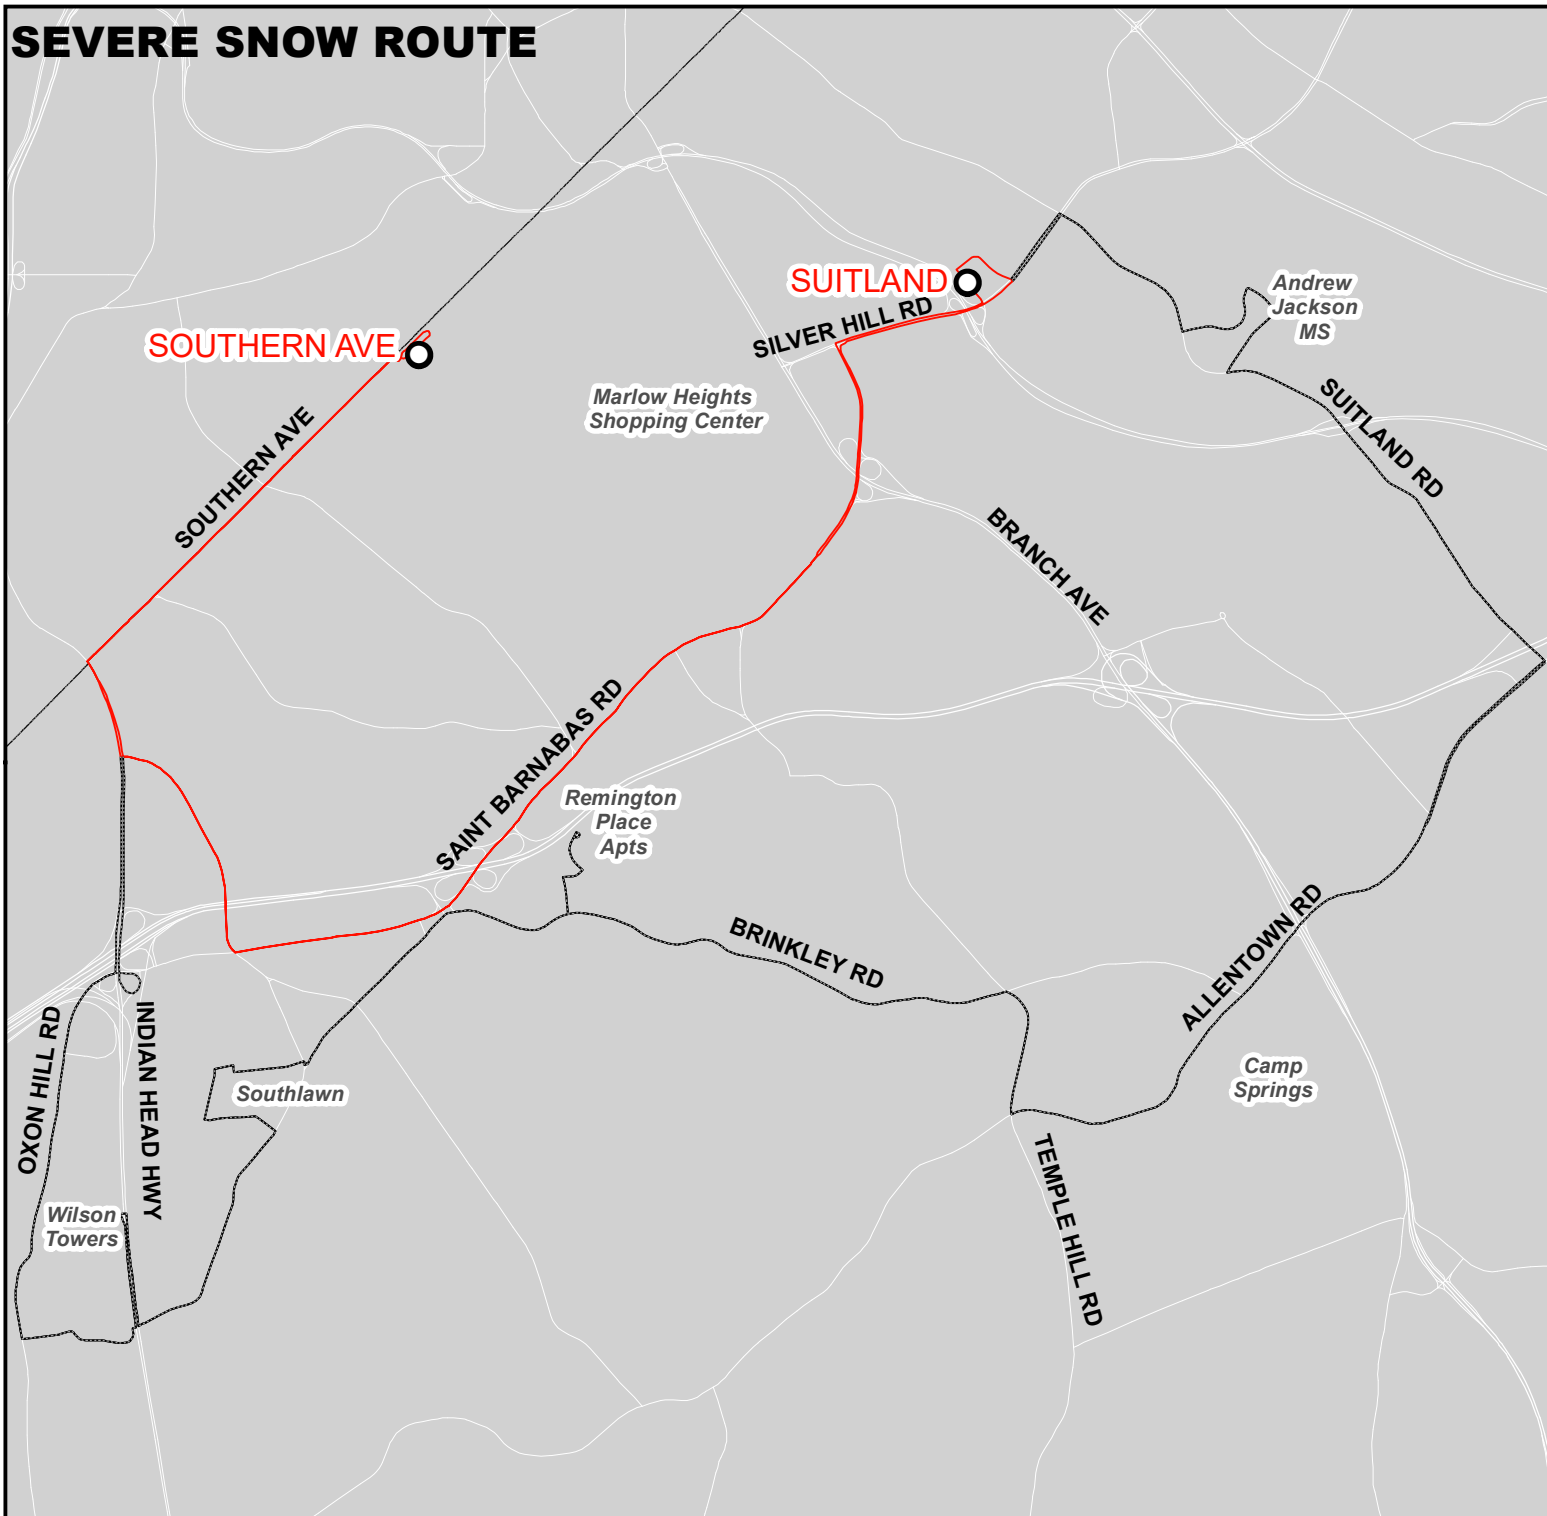 SEVERE SNOW ROUTE
SUITLAND
SILVER HILL RD
Andrew
Jackson
MS
SOUTHERN AVE
SOUTHERN AVE
Marlow Heights
Shopping Center
SUITLAND RD
BRANCH AVE
SAINT BARNABAS RD
Remington
Place
Apts
BRINKLEY RD
ALLENTOWN RD
OXON HILL RD
INDIAN HEAD HWY
Southlawn
Camp
Springs
Wilson
Towers
TEMPLE HILL RD